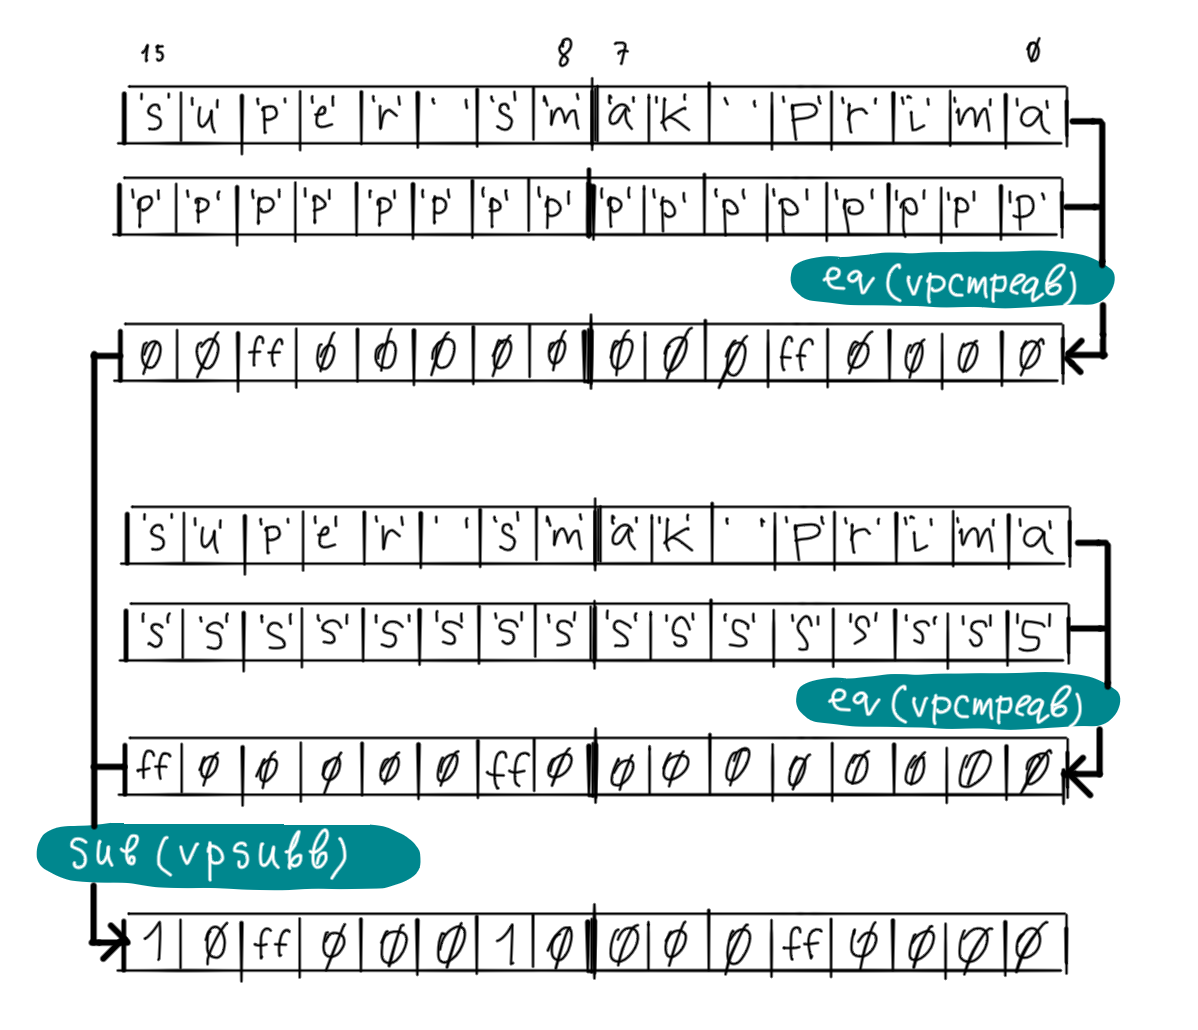 15 8 7 0
's' 'u' 'p' 'e' 'r' ' ' 's' 'm' 'a' 'k' ' ' 'p' 'r' 'i' 'm' 'a'
'p' 'p' 'p' 'p' 'p' 'p' 'p' 'p' 'p' 'p' 'p' 'p' 'p' 'p' 'p' 'p'
eq (vpcmpeqb)
0 0 ff 0 0 0 0 0 0 0 0 ff 0 0 0 0
's' 'u' 'p' 'e' 'r' ' ' 's' 'm' 'a' 'k' ' ' 'p' 'r' 'i' 'm' 'a'
's' 's' 's' 's' 's' 's' 's' 's' 's' 's' 's' 's' 's' 's' 's' 's'
eq (vpcmpeqb)
ff 0 0 0 0 0 ff 0 0 0 0 0 0 0 0 0
sub (vpsubb)
1 0 ff 0 0 0 1 0 0 0 0 ff 0 0 0 0